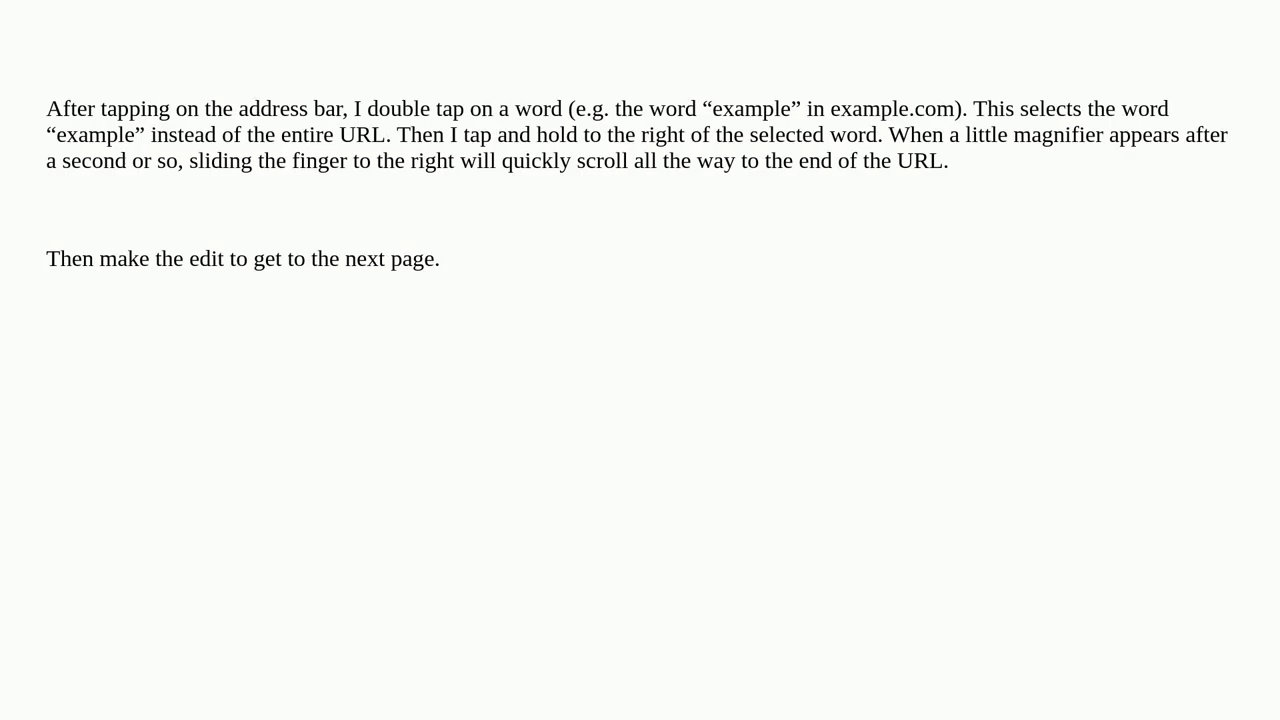 After tapping on the address bar, I double tap on a word (e.g. the word “example” in example.com). This selects the word
“example” instead of the entire URL. Then I tap and hold to the right of the selected word. When a little magnifier appears after
a second or so, sliding the finger to the right will quickly scroll all the way to the end of the URL.
Then make the edit to get to the next page.